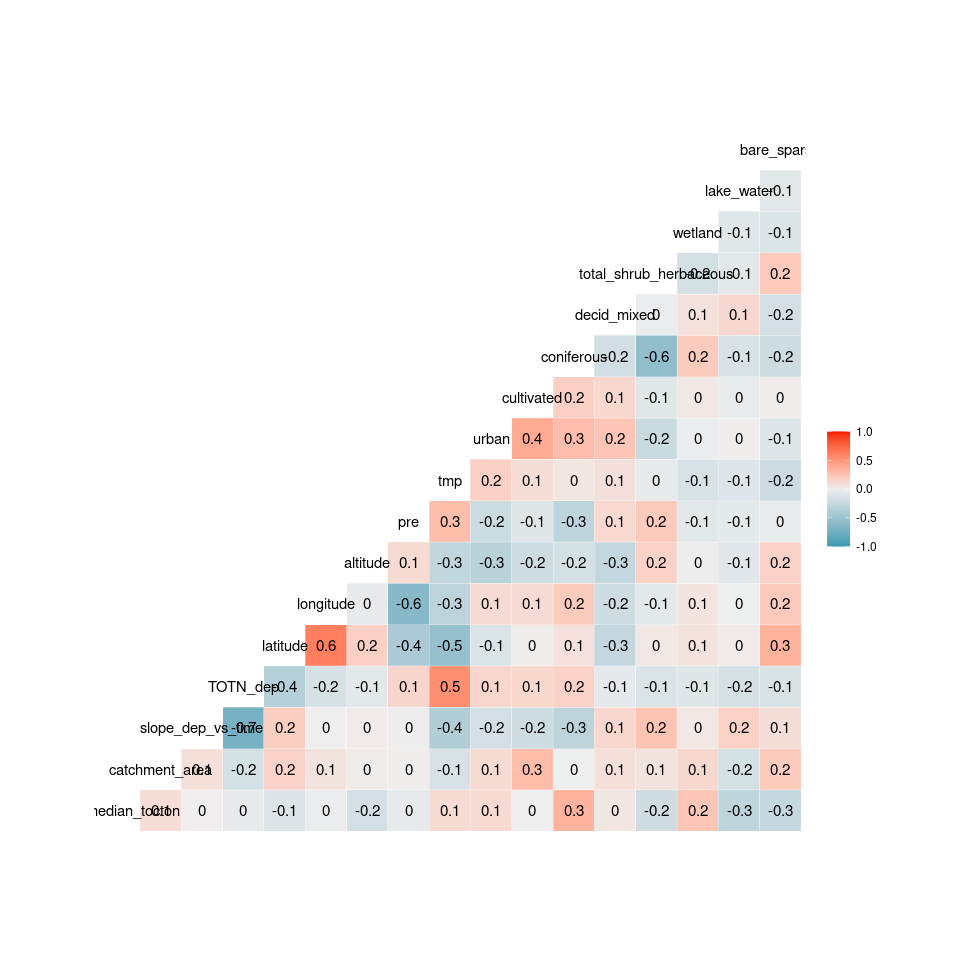 bare_spar
lake_water -0.1
wetland -0.1 -0.1
total_shrub_herbaceous -0.2 -0.1 0.2
decid_mixed 0 0.1 0.1 -0.2
coniferous -0.2 -0.6 0.2 -0.1 -0.2
cultivated 0.2 0.1 -0.1 0 0 0
urban 0.4 0.3 0.2 -0.2 0 0 -0.1
tmp 0.2 0.1 0 0.1 0 -0.1 -0.1 -0.2
pre 0.3 -0.2 -0.1 -0.3 0.1 0.2 -0.1 -0.1 0
altitude 0.1 -0.3 -0.3 -0.2 -0.2 -0.3 0.2 0 -0.1 0.2
longitude 0 -0.6 -0.3 0.1 0.1 0.2 -0.2 -0.1 0.1 0 0.2
latitude 0.6 0.2 -0.4 -0.5 -0.1 0 0.1 -0.3 0 0.1 0 0.3
TOTN_dep -0.4 -0.2 -0.1 0.1 0.5 0.1 0.1 0.2 -0.1 -0.1 -0.1 -0.2 -0.1
slope_dep_vs_time -0.7 0.2 0 0 0 -0.4 -0.2 -0.2 -0.3 0.1 0.2 0 0.2 0.1
catchment_area 0.1 -0.2 0.2 0.1 0 0 -0.1 0.1 0.3 0 0.1 0.1 0.1 -0.2 0.2
median_tocton 0.1 0 0 -0.1 0 -0.2 0 0.1 0.1 0 0.3 0 -0.2 0.2 -0.3 -0.3
1.0
0.5
0.0
-0.5
-1.0